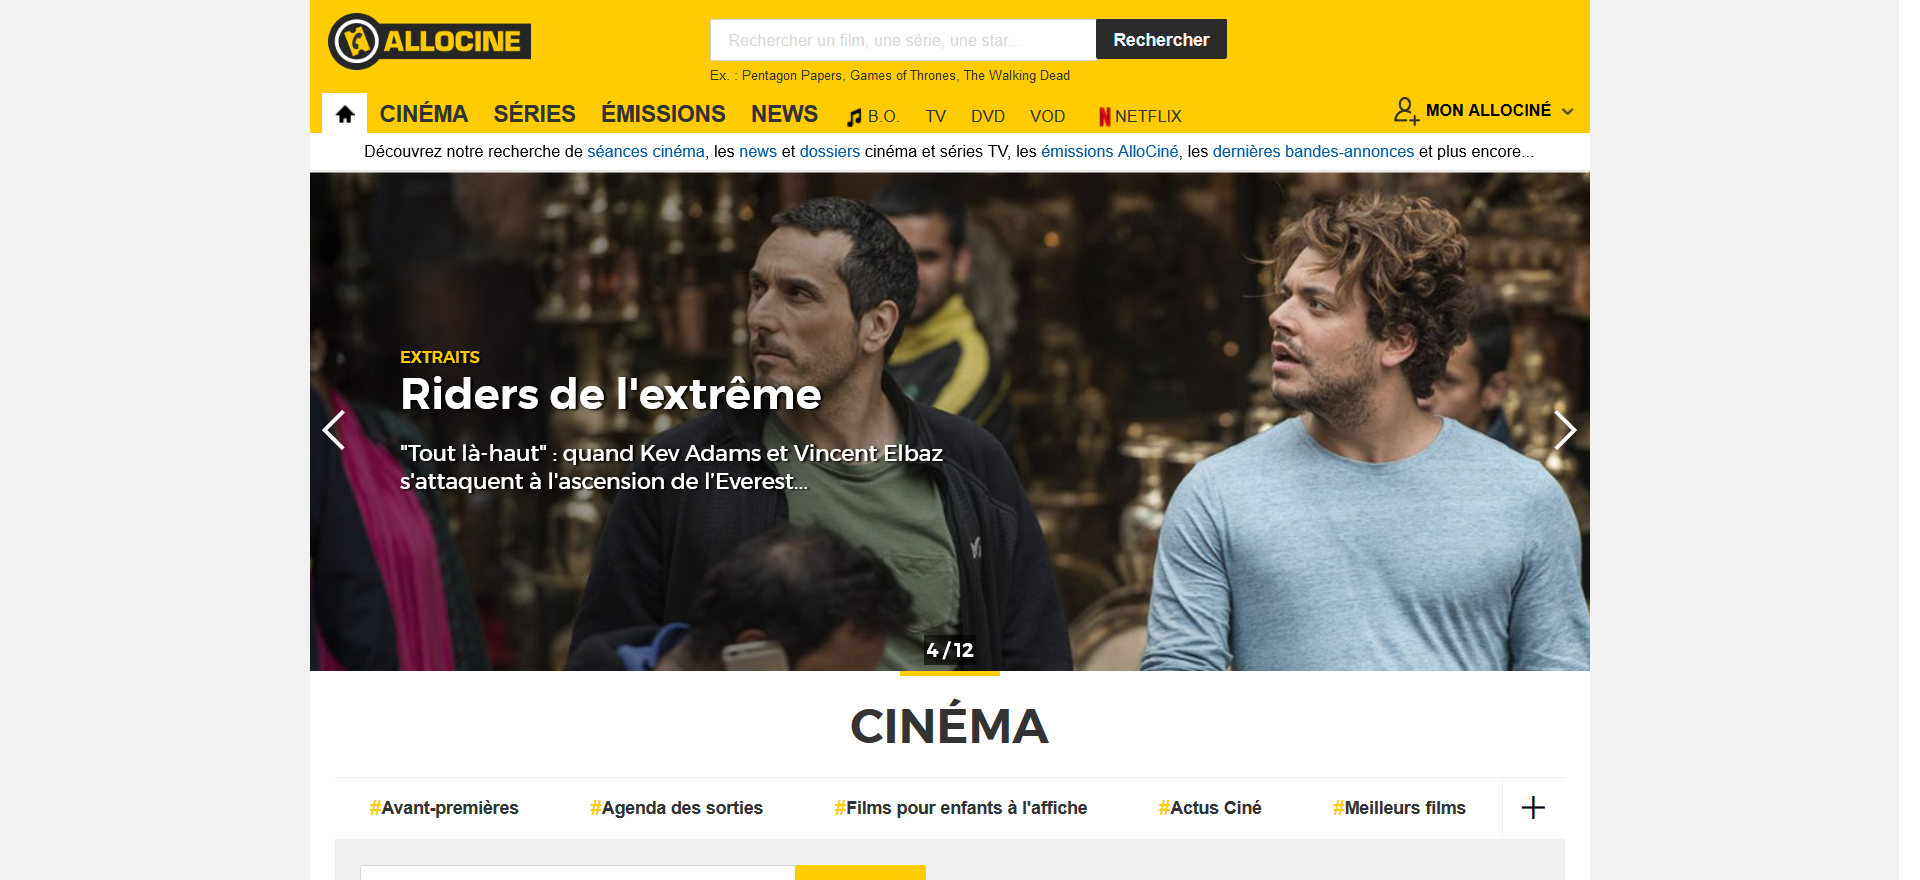 ALLOCINE
Rechercher un film, une série, une star...
Rechercher
Ex. : Pentagon Papers, Games of Thrones, The Walking Dead
CINÉMA SÉRIES ÉMISSIONS NEWS B.O. TV DVD VOD NETFLIX
MON ALLOCINÉ
Découvrez notre recherche de séances cinéma, les news et dossiers cinéma et séries TV, les émissions AlloCiné, les dernières bandes-annonces et plus encore...
EXTRAITS
Riders de l'extrême
"Tout là-haut" : quand Kev Adams et Vincent Elbaz
s'attaquent à l'ascension de l’Everest...
4 / 12
CINÉMA
#Avant-premières #Agenda des sorties #Films pour enfants à l'affiche #Actus Ciné #Meilleurs films +